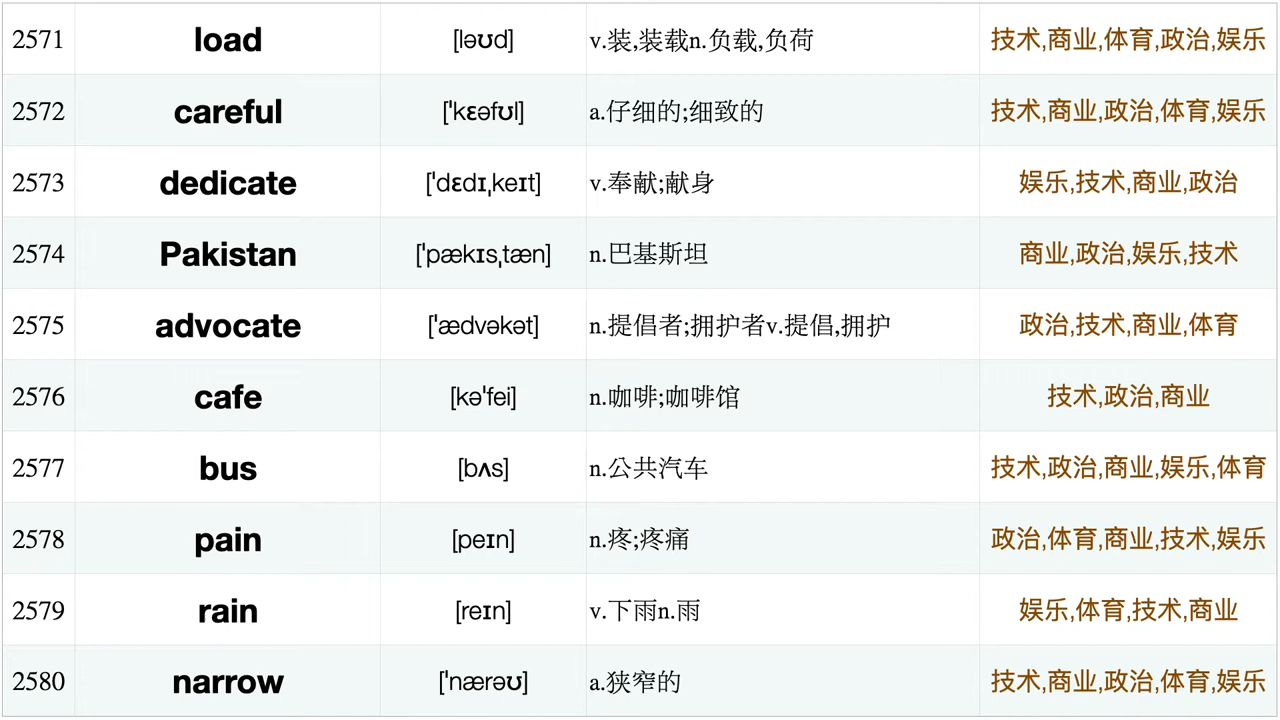 2571 load [ləʊd] v.装,装载n.负载,负荷 技术,商业,体育,政治,娱乐
2572 careful [ˈkɛəfʊl] a.仔细的;细致的 技术,商业,政治,体育,娱乐
2573 dedicate [ˈdɛdɪˌkeɪt] v.奉献;献身 娱乐,技术,商业,政治
2574 Pakistan [ˈpækɪsˌtæn] n.巴基斯坦 商业,政治,娱乐,技术
2575 advocate [ˈædvəkət] n.提倡者;拥护者v.提倡,拥护 政治,技术,商业,体育
2576 cafe [kəˈfei] n.咖啡;咖啡馆 技术,政治,商业
2577 bus [bʌs] n.公共汽车 技术,政治,商业,娱乐,体育
2578 pain [peɪn] n.疼;疼痛 政治,体育,商业,技术,娱乐
2579 rain [reɪn] v.下雨n.雨 娱乐,体育,技术,商业
2580 narrow [ˈnærəʊ] a.狭窄的 技术,商业,政治,体育,娱乐